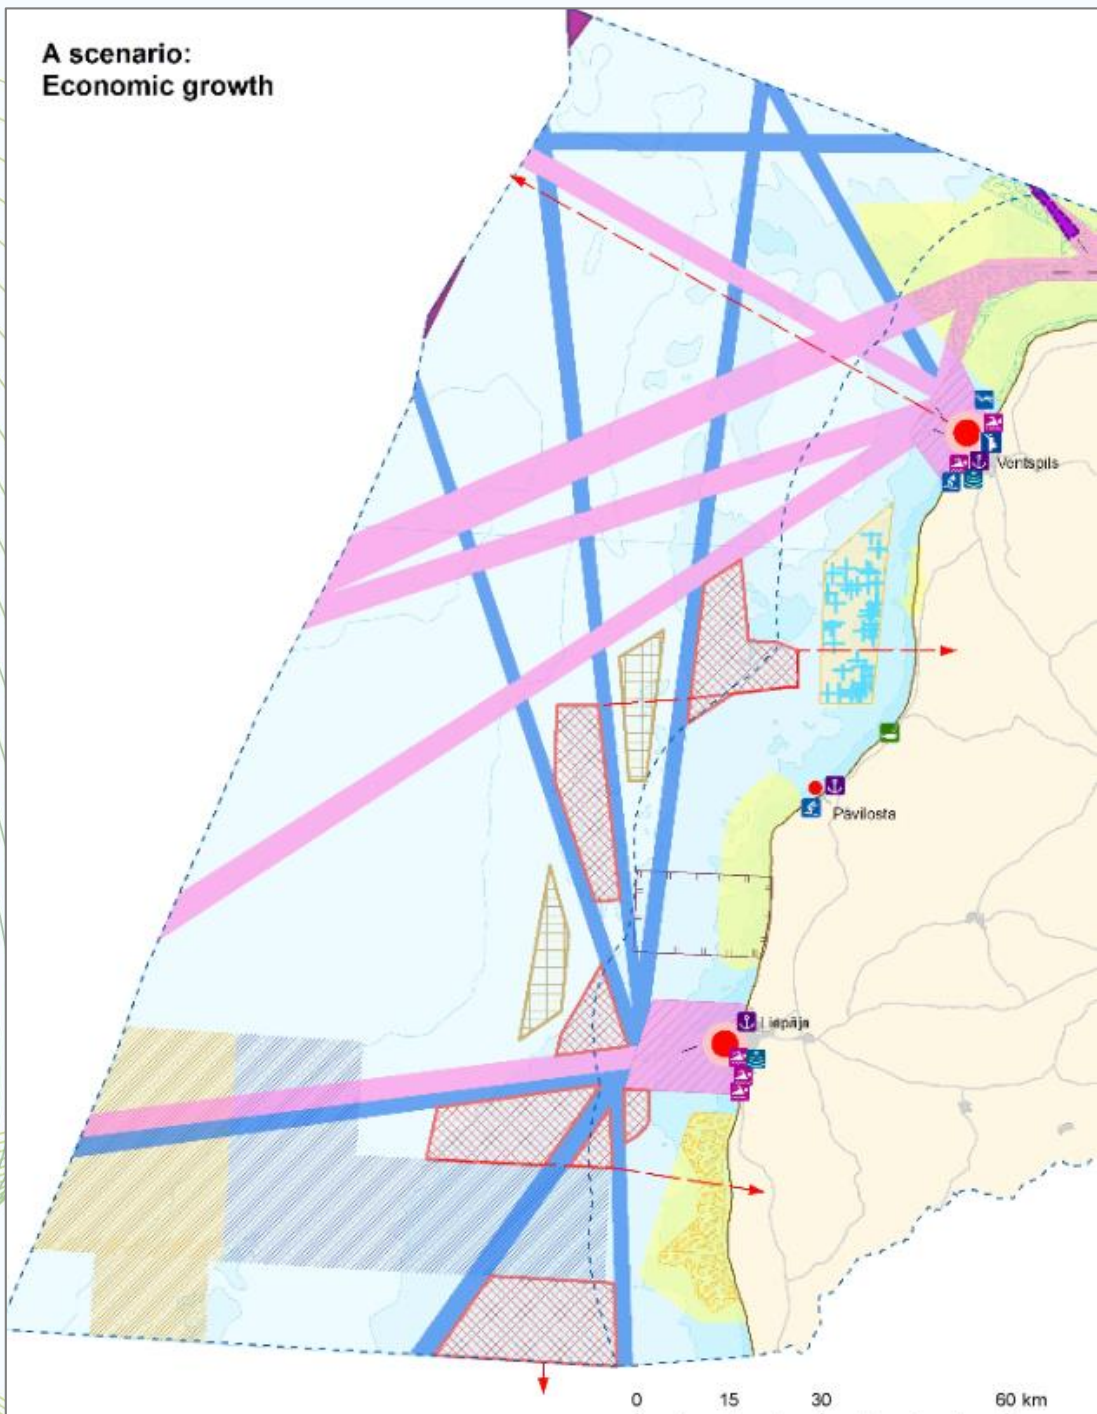 A scenario:
Economic growth
Ventspils
Pāvilosta
Liepāja
0 15 30 60 km